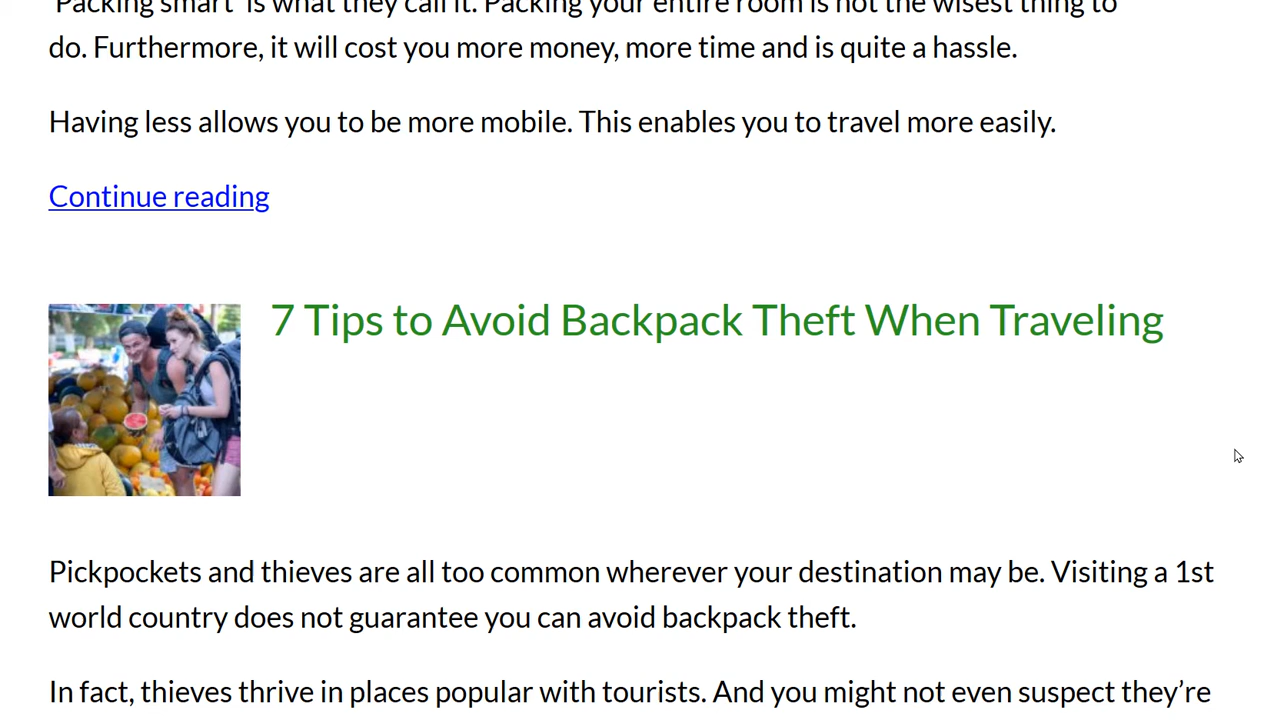 'Packing smart' is what they call it. Packing your entire room is not the wisest thing to
do. Furthermore, it will cost you more money, more time and is quite a hassle.
Having less allows you to be more mobile. This enables you to travel more easily.
Continue reading
7 Tips to Avoid Backpack Theft When Traveling
Pickpockets and thieves are all too common wherever your destination may be. Visiting a 1st
world country does not guarantee you can avoid backpack theft.
In fact, thieves thrive in places popular with tourists. And you might not even suspect they’re